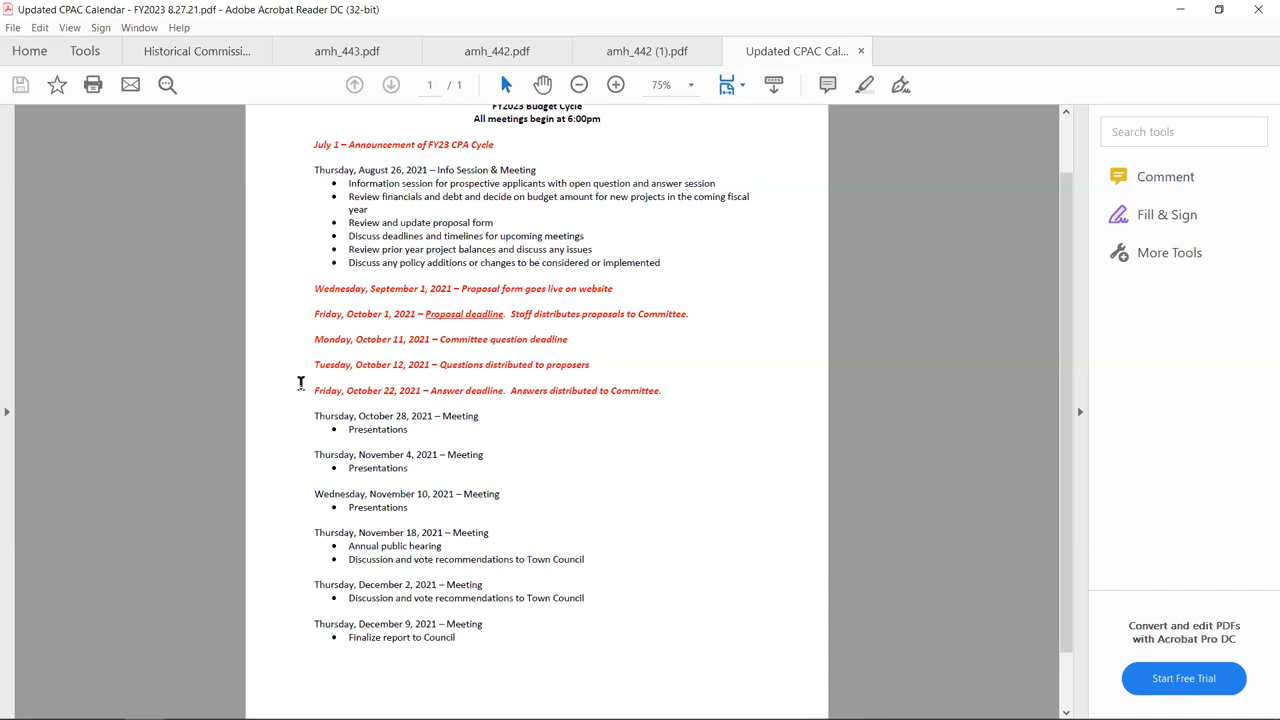 Updated CPAC Calendar - FY2023 8.27.21.pdf - Adobe Acrobat Reader DC (32-bit)
File Edit View Sign Window Help
Home Tools Historical Commissi... amh_443.pdf amh_442.pdf amh_442 (1).pdf Updated CPAC Cal... ×
1 / 1 75%
FY2023 Budget Cycle
All meetings begin at 6:00pm
July 1 – Announcement of FY23 CPA Cycle
Thursday, August 26, 2021 – Info Session & Meeting
• Information session for prospective applicants with open question and answer session
• Review financials and debt and decide on budget amount for new projects in the coming fiscal
year
• Review and update proposal form
• Discuss deadlines and timelines for upcoming meetings
• Review prior year project balances and discuss any issues
• Discuss any policy additions or changes to be considered or implemented
Wednesday, September 1, 2021 – Proposal form goes live on website
Friday, October 1, 2021 – Proposal deadline. Staff distributes proposals to Committee.
Monday, October 11, 2021 – Committee question deadline
Tuesday, October 12, 2021 – Questions distributed to proposers
Friday, October 22, 2021 – Answer deadline. Answers distributed to Committee.
Thursday, October 28, 2021 – Meeting
• Presentations
Thursday, November 4, 2021 – Meeting
• Presentations
Wednesday, November 10, 2021 – Meeting
• Presentations
Thursday, November 18, 2021 – Meeting
• Annual public hearing
• Discussion and vote recommendations to Town Council
Thursday, December 2, 2021 – Meeting
• Discussion and vote recommendations to Town Council
Thursday, December 9, 2021 – Meeting
• Finalize report to Council
Search tools
Comment
Fill & Sign
More Tools
Convert and edit PDFs
with Acrobat Pro DC
Start Free Trial